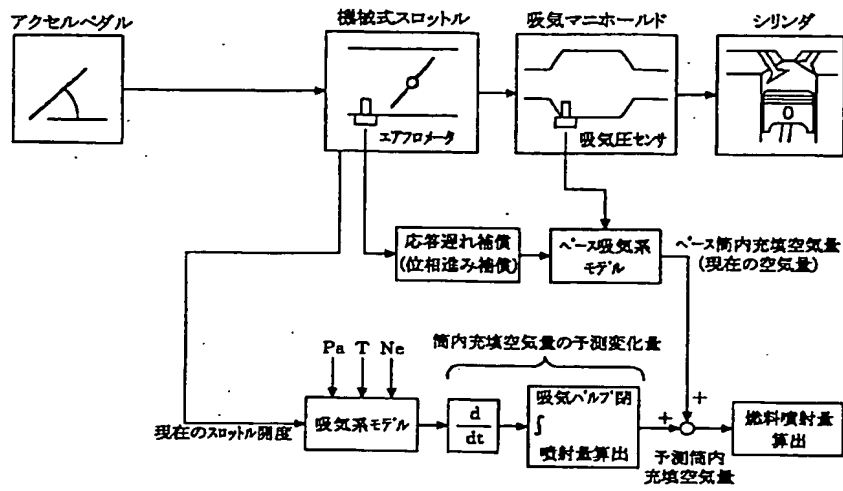 アクセルペダル
機械式スロットル
吸気マニホールド
シリンダ
エアフロメータ
吸気圧センサ
応答遅れ補償
(位相進み補償)
ベース吸気系
モデル
ベース筒内充填空気量
(現在の空気量)
筒内充填空気量の予測変化量
Pa T Ne
現在のスロットル開度
吸気系モデル
d
dt
吸気バルブ閉
∫
噴射量算出
+
+
予測筒内
充填空気量
燃料噴射量
算出